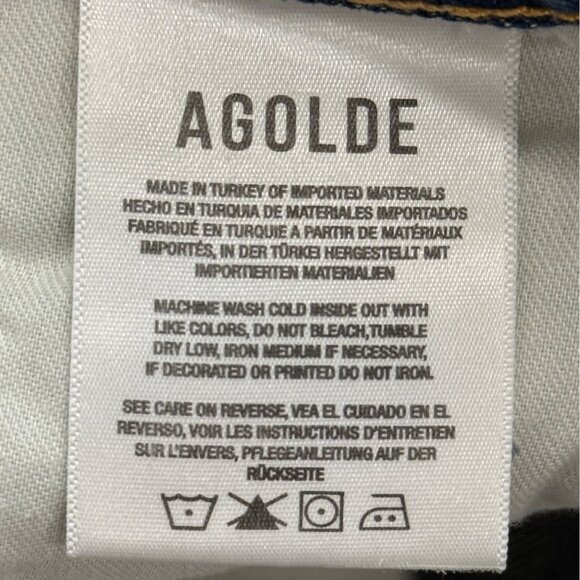 AGOLDE
MADE IN TURKEY OF IMPORTED MATERIALS
HECHO EN TURQUIA DE MATERIALES IMPORTADOS
FABRIQUÉ EN TURQUIE A PARTIR DE MATÉRIAUX
IMPORTÉS, IN DER TÜRKEI HERGESTELLT MIT
IMPORTIERTEN MATERIALIEN
MACHINE WASH COLD INSIDE OUT WITH
LIKE COLORS, DO NOT BLEACH,TUMBLE
DRY LOW, IRON MEDIUM IF NECESSARY,
IF DECORATED OR PRINTED DO NOT IRON.
SEE CARE ON REVERSE, VEA EL CUIDADO EN EL
REVERSO, VOIR LES INSTRUCTIONS D'ENTRETIEN
SUR L'ENVERS, PFLEGEANLEITUNG AUF DER
RÜCKSEITE